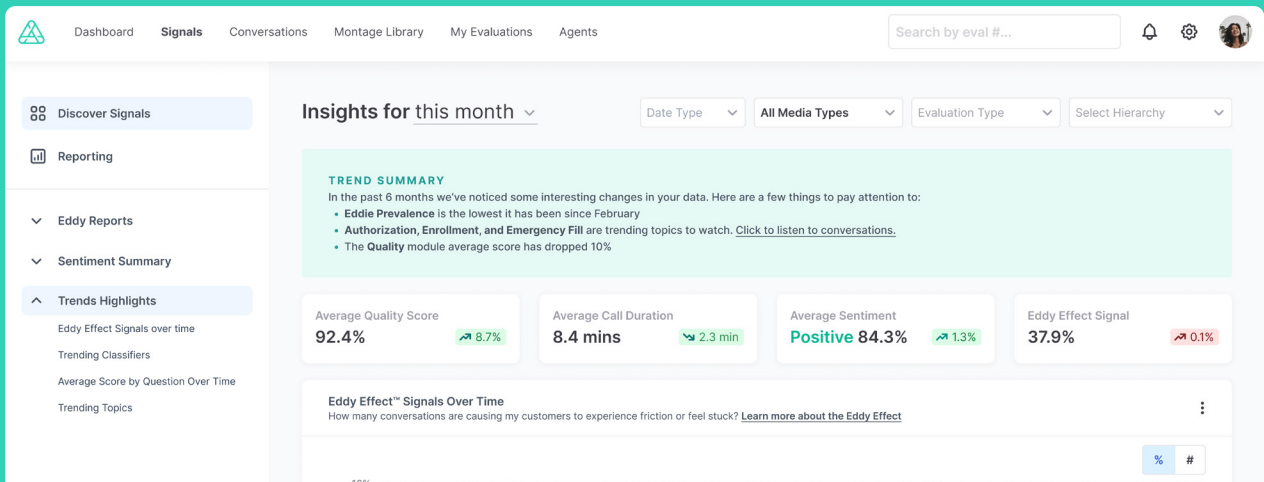 Dashboard Signals Conversations Montage Library My Evaluations Agents Search by eval #...
Discover Signals
Reporting
Eddy Reports
Sentiment Summary
Trends Highlights
Eddy Effect Signals over time
Trending Classifiers
Average Score by Question Over Time
Trending Topics
Insights for this month
Date Type All Media Types Evaluation Type Select Hierarchy
TREND SUMMARY
In the past 6 months we've noticed some interesting changes in your data. Here are a few things to pay attention to:
• Eddie Prevalence is the lowest it has been since February
• Authorization, Enrollment, and Emergency Fill are trending topics to watch. Click to listen to conversations.
• The Quality module average score has dropped 10%
Average Quality Score
92.4% 8.7%
Average Call Duration
8.4 mins 2.3 min
Average Sentiment
Positive 84.3% 1.3%
Eddy Effect Signal
37.9% 0.1%
Eddy Effect™ Signals Over Time
How many conversations are causing my customers to experience friction or feel stuck? Learn more about the Eddy Effect
% #